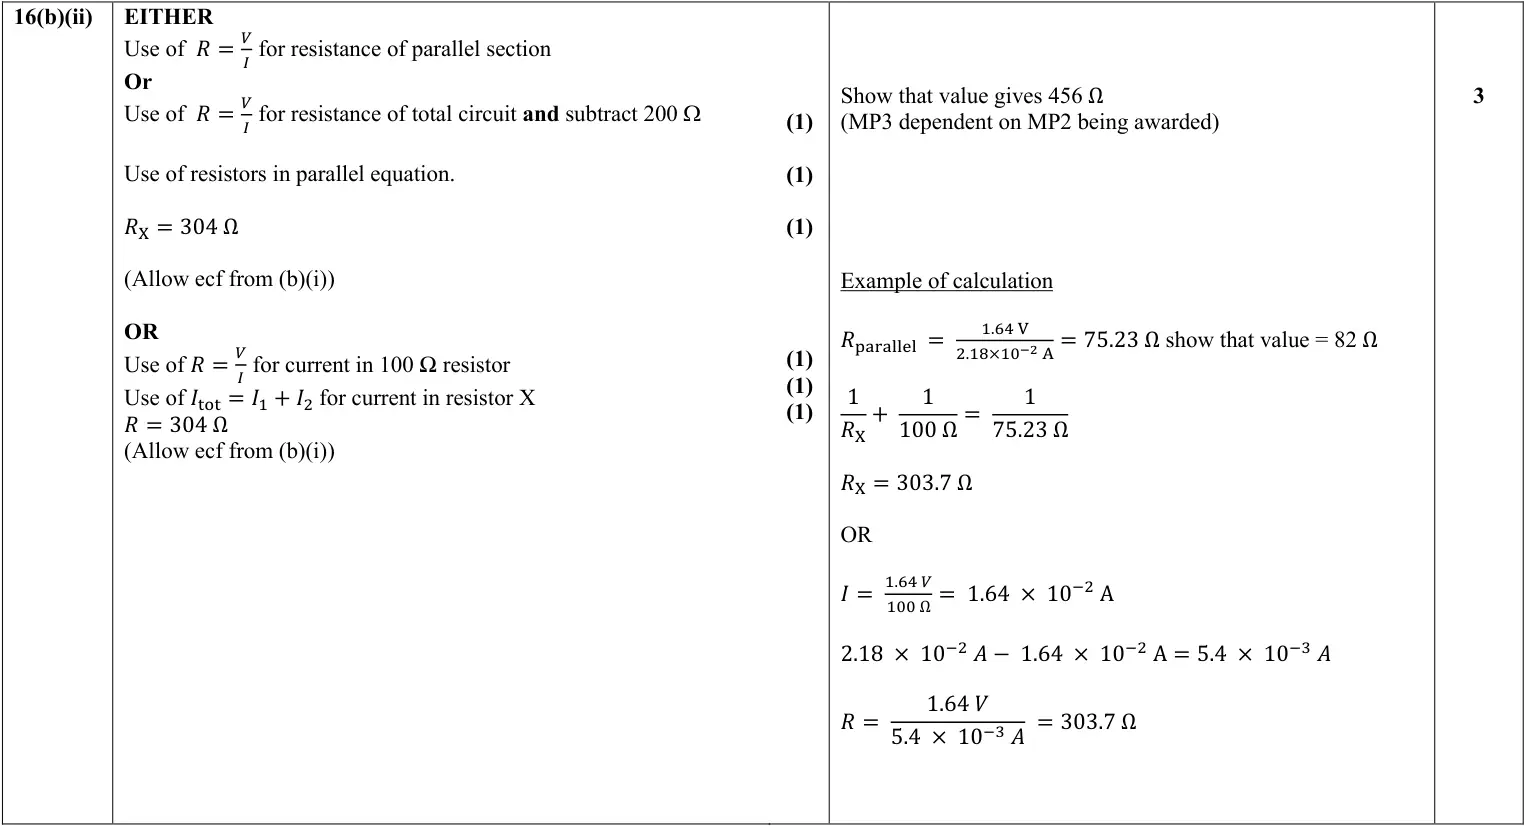 16(b)(ii)
EITHER
Use of R = V/I for resistance of parallel section
Or
Use of R = V/I for resistance of total circuit and subtract 200 Ω
(1)
Use of resistors in parallel equation.
(1)
R_X = 304 Ω
(1)
(Allow ecf from (b)(i))
OR
Use of R = V/I for current in 100 Ω resistor
(1)
Use of I_tot = I_1 + I_2 for current in resistor X
(1)
R = 304 Ω
(1)
(Allow ecf from (b)(i))
Show that value gives 456 Ω
(MP3 dependent on MP2 being awarded)
Example of calculation
R_parallel = 1.64 V / 2.18×10⁻² A = 75.23 Ω show that value = 82 Ω
1/R_X + 1/100 Ω = 1/75.23 Ω
R_X = 303.7 Ω
OR
I = 1.64 V / 100 Ω = 1.64 × 10⁻² A
2.18 × 10⁻² A − 1.64 × 10⁻² A = 5.4 × 10⁻³ A
R = 1.64 V / 5.4 × 10⁻³ A = 303.7 Ω
3